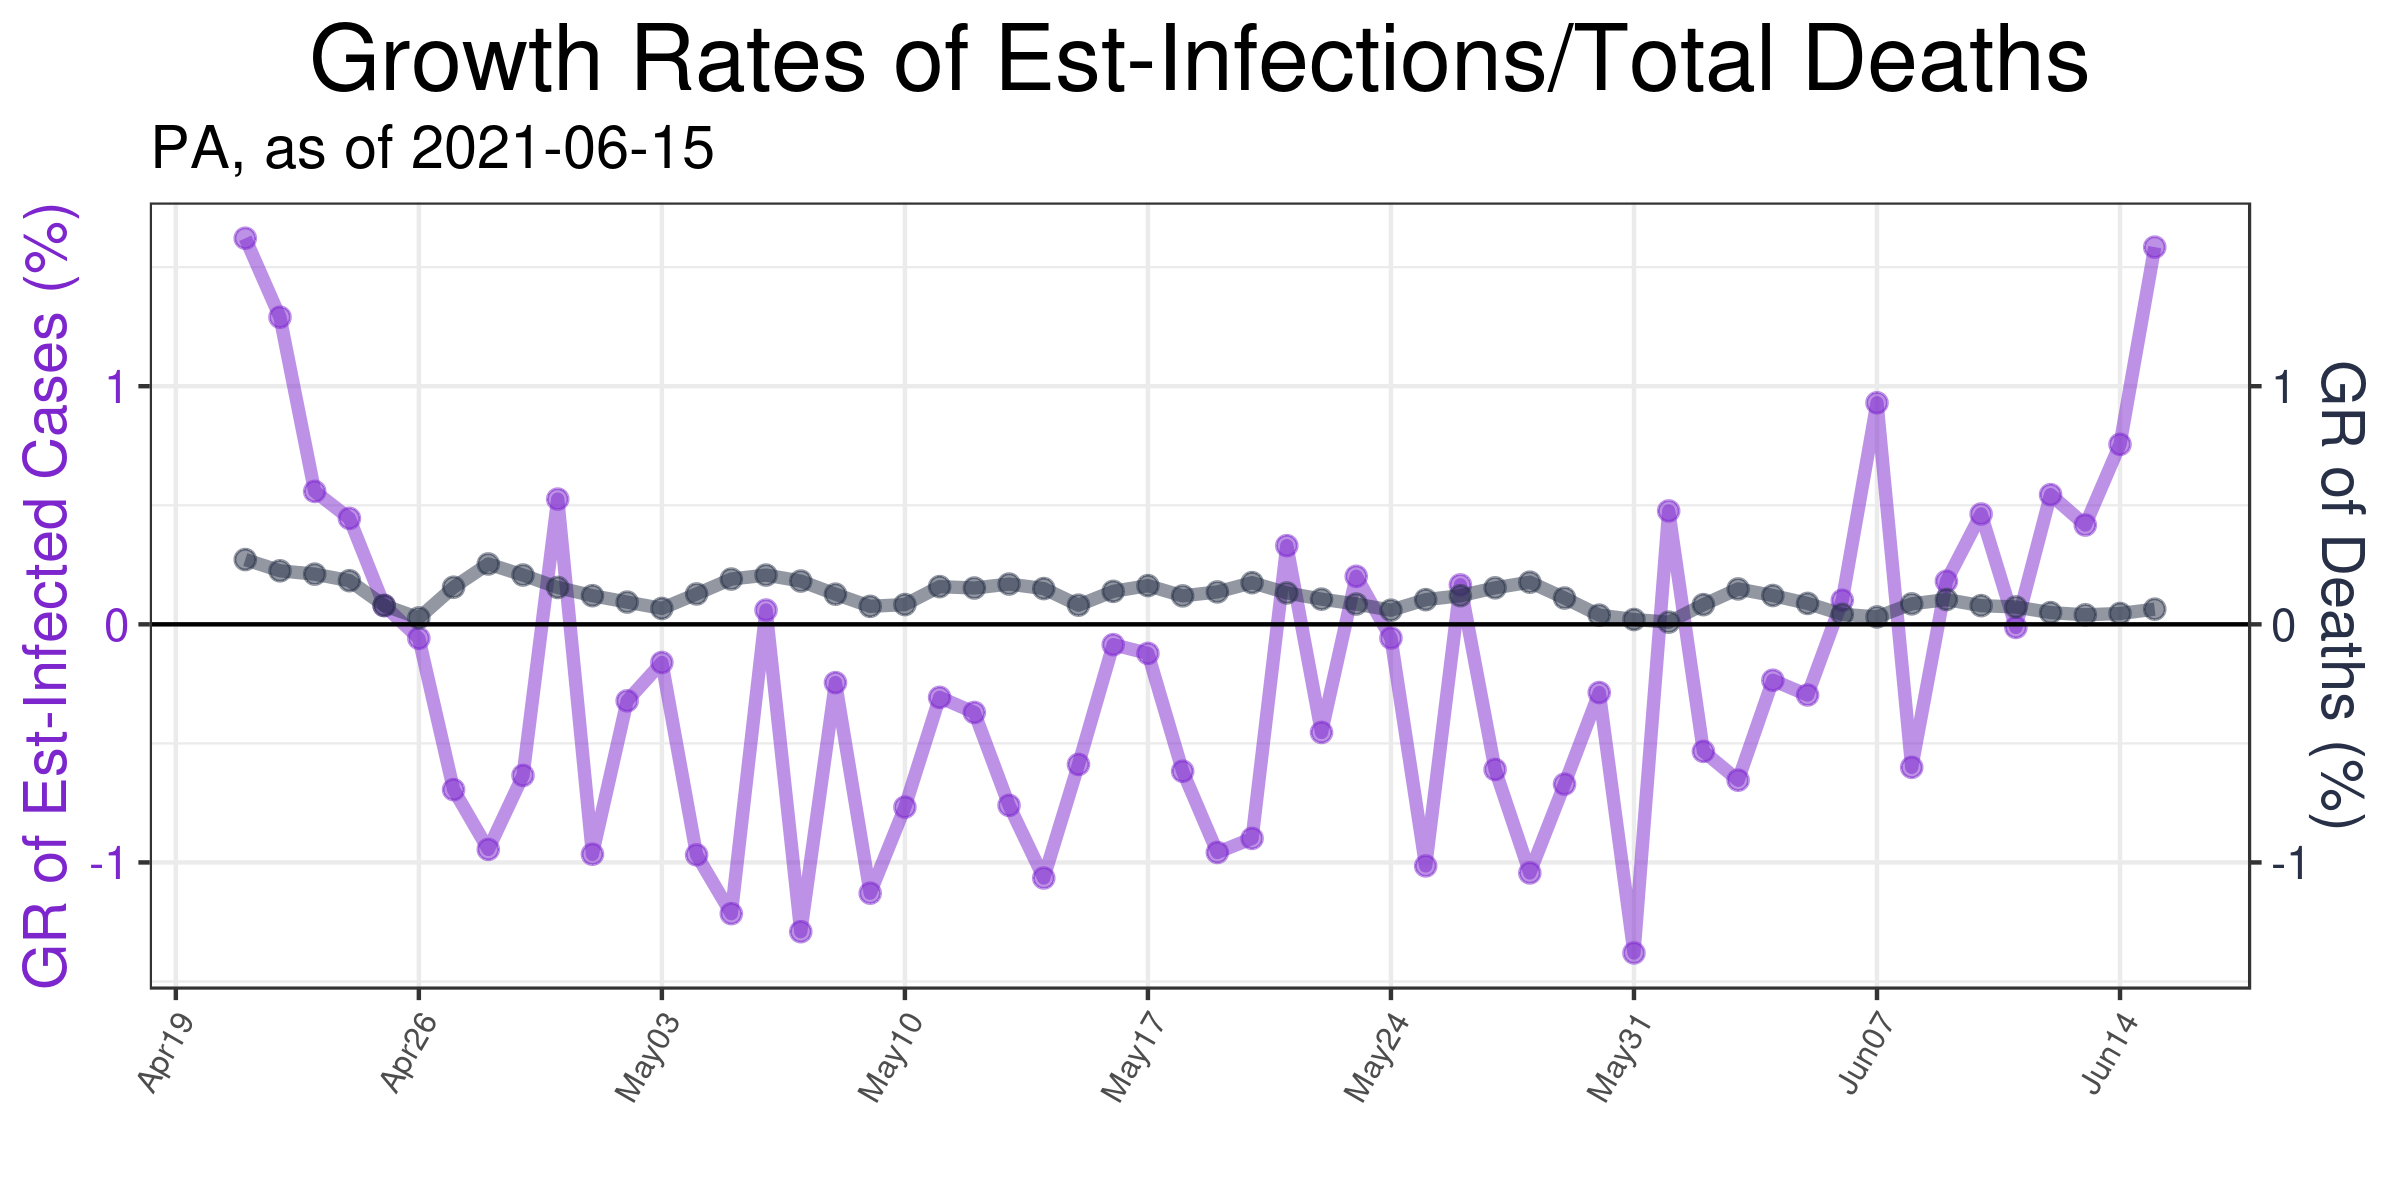 Growth Rates of Est-Infections/Total Deaths
PA, as of 2021-06-15
GR of Est-Infected Cases (%)
1
0
-1
1
0
-1
GR of Deaths (%)
Apr19
Apr26
May03
May10
May17
May24
May31
Jun07
Jun14